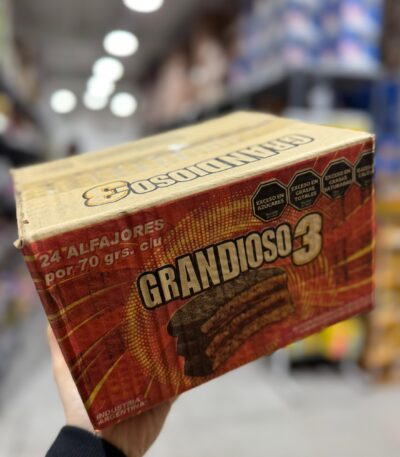 GRANDIOSO 3
EXCESO EN
AZÚCARES
EXCESO EN
GRASAS
TOTALES
EXCESO EN
GRASAS
SATURADAS
24 ALFAJORES
por 70 grs. c/u
GRANDIOSO 3
INDUSTRIA
ARGENTINA